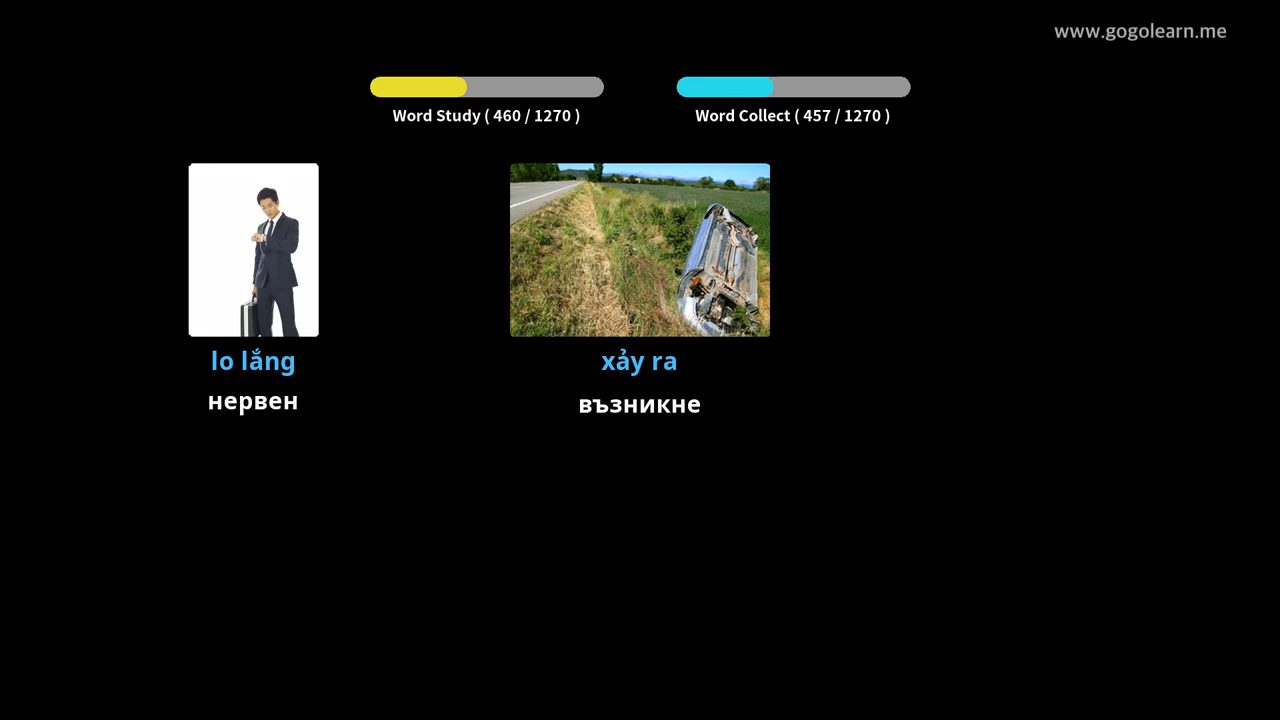 www.gogolearn.me
Word Study ( 460 / 1270 )
Word Collect ( 457 / 1270 )
lo lắng
нервен
xảy ra
възникне